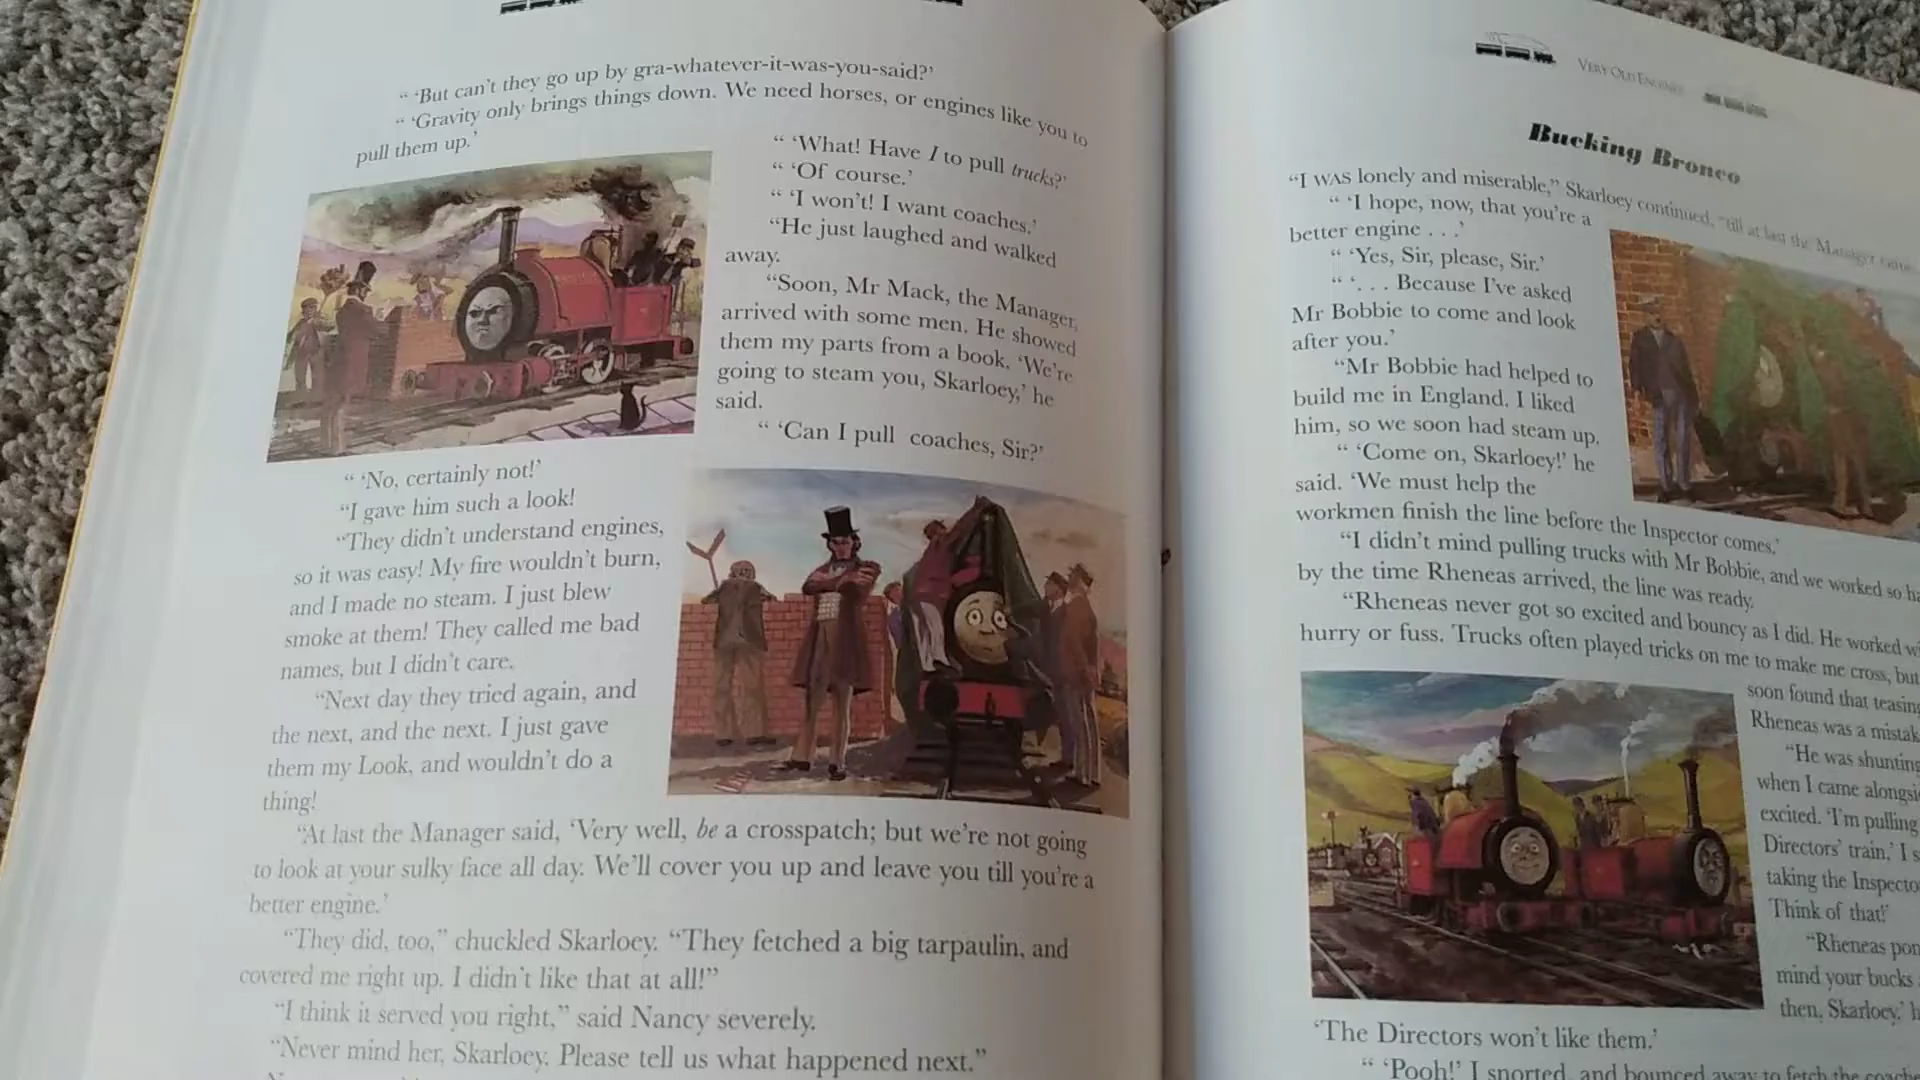 “ ‘But can’t they go up by gra-whatever-it-was-you-said?’
“ ‘Gravity only brings things down. We need horses, or engines like you to
pull them up.’
“ ‘What! Have I to pull trucks?’
“ ‘Of course.’
“ ‘I won’t! I want coaches.’
“He just laughed and walked
away.
“Soon, Mr Mack, the Manager,
arrived with some men. He showed
them my parts from a book. ‘We’re
going to steam you, Skarloey,’ he
said.
“ ‘Can I pull coaches, Sir?’
“ ‘No, certainly not!’
“I gave him such a look!
“They didn’t understand engines,
so it was easy! My fire wouldn’t burn,
and I made no steam. I just blew
smoke at them! They called me bad
names, but I didn’t care.
“Next day they tried again, and
the next, and the next. I just gave
them my Look, and wouldn’t do a
thing!
“At last the Manager said, ‘Very well, be a crosspatch; but we’re not going
to look at your sulky face all day. We’ll cover you up and leave you till you’re a
better engine.’
“They did, too,” chuckled Skarloey. “They fetched a big tarpaulin, and
covered me right up. I didn’t like that at all!”
“I think it served you right,” said Nancy severely.
“Never mind her, Skarloey. Please tell us what happened next.”
VERY OLD ENGINES
Bucking Bronco
“I WAS lonely and miserable,” Skarloey continued, “till at last the Manager came
“ ‘I hope, now, that you’re a
better engine . . .’
“ ‘Yes, Sir, please, Sir.’
“ ‘. . . Because I’ve asked
Mr Bobbie to come and look
after you.’
“Mr Bobbie had helped to
build me in England. I liked
him, so we soon had steam up.
“ ‘Come on, Skarloey!’ he
said. ‘We must help the
workmen finish the line before the Inspector comes.’
“I didn’t mind pulling trucks with Mr Bobbie, and we worked so
by the time Rheneas arrived, the line was ready.
“Rheneas never got so excited and bouncy as I did. He worked
hurry or fuss. Trucks often played tricks on me to make me cross, but
soon found that teasing
Rheneas was a
“He was shunting
when I came
excited. ‘I’m pulling
Directors’ train,’ I
taking the
Think of that!’
“Rheneas
mind your bucks
then, Skarloey,’
‘The Directors won’t like them.’
“ ‘Pooh!’ I snorted, and bounced away to fetch the